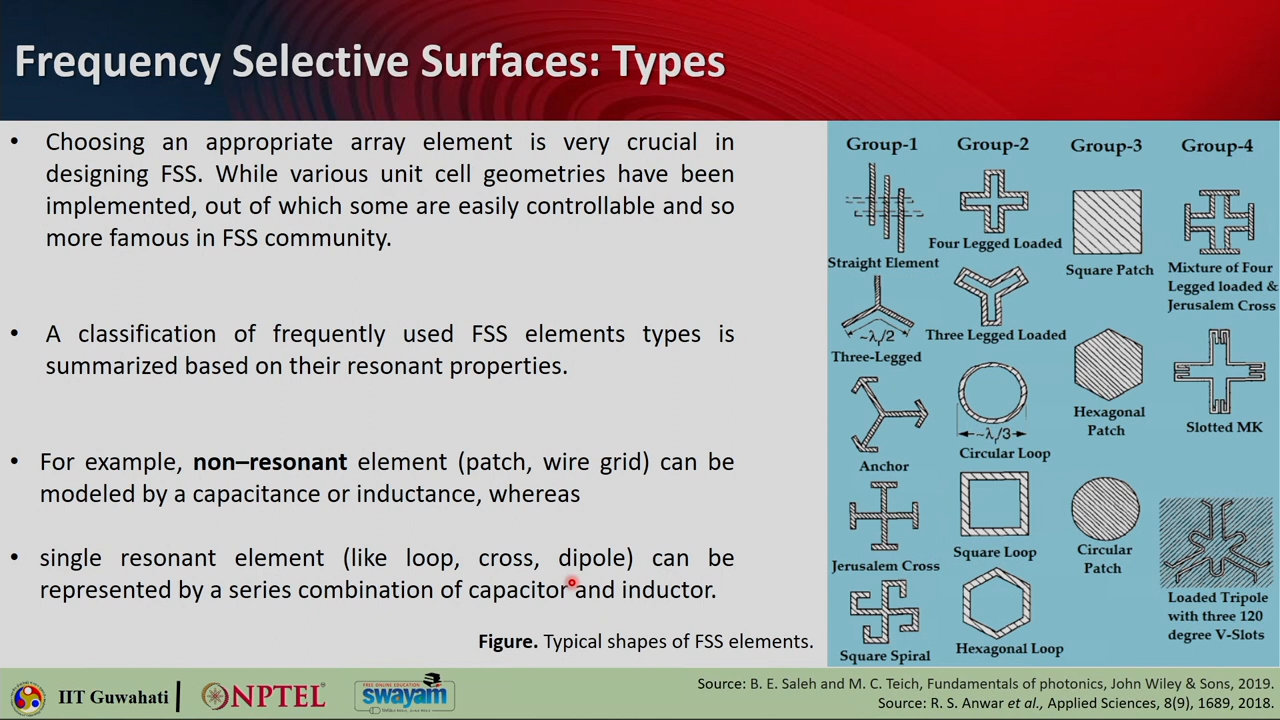 Frequency Selective Surfaces: Types
• Choosing an appropriate array element is very crucial in
designing FSS. While various unit cell geometries have been
implemented, out of which some are easily controllable and so
more famous in FSS community.
• A classification of frequently used FSS elements types is
summarized based on their resonant properties.
• For example, non–resonant element (patch, wire grid) can be
modeled by a capacitance or inductance, whereas
• single resonant element (like loop, cross, dipole) can be
represented by a series combination of capacitor and inductor.
Figure. Typical shapes of FSS elements.
Group-1
Straight Element
~λr/2
Three-Legged
Anchor
Jerusalem Cross
Square Spiral
Group-2
Four Legged Loaded
Three Legged Loaded
~λr/3
Circular Loop
Square Loop
Hexagonal Loop
Group-3
Square Patch
Hexagonal
Patch
Circular
Patch
Group-4
Mixture of Four
Legged loaded &
Jerusalem Cross
Slotted MK
Loaded Tripole
with three 120
degree V-Slots
IIT Guwahati
NPTEL
FREE ONLINE EDUCATION
swayam
Source: B. E. Saleh and M. C. Teich, Fundamentals of photonics, John Wiley & Sons, 2019.
Source: R. S. Anwar et al., Applied Sciences, 8(9), 1689, 2018.